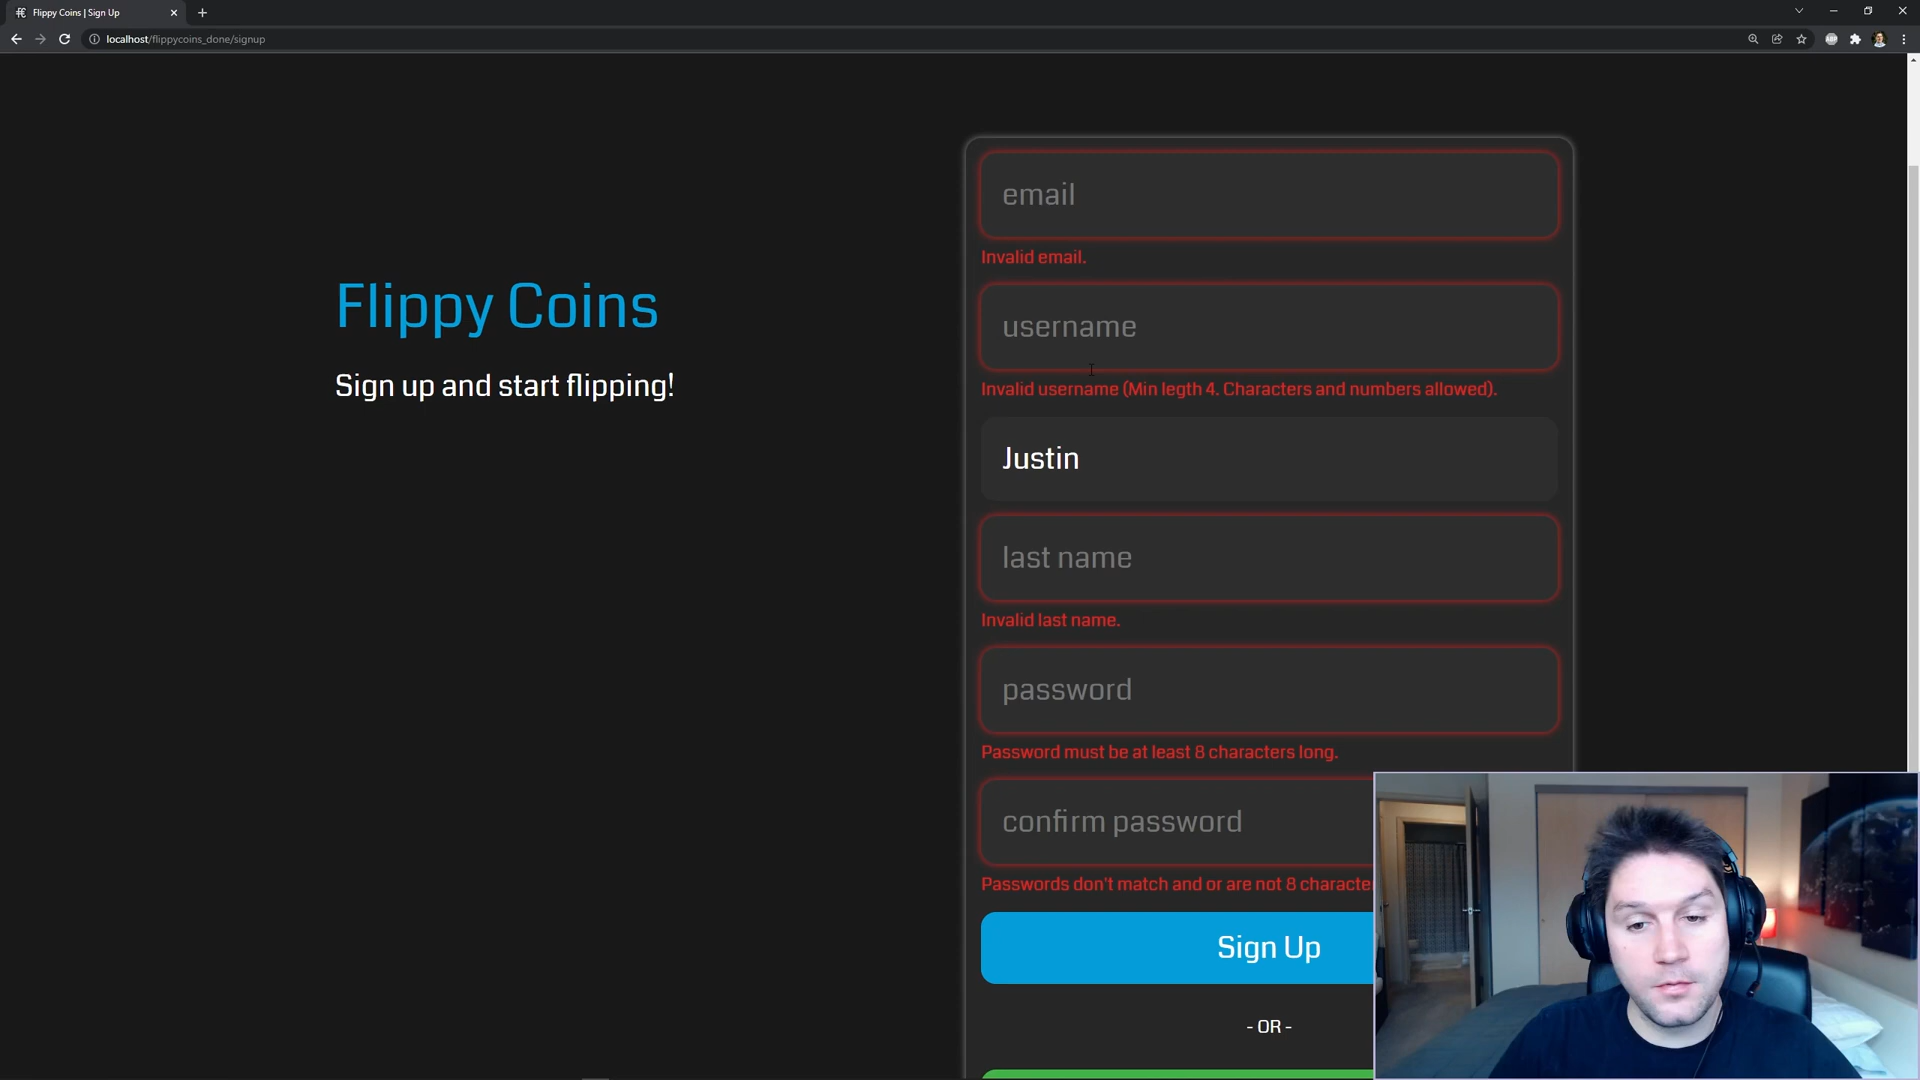 Flippy Coins | Sign Up
localhost/flippycoins_done/signup
Flippy Coins
Sign up and start flipping!
email
Invalid email.
username
Invalid username (Min legth 4. Characters and numbers allowed).
Justin
last name
Invalid last name.
password
Password must be at least 8 characters long.
confirm password
Passwords don't match and or are not 8 characte
Sign Up
- OR -